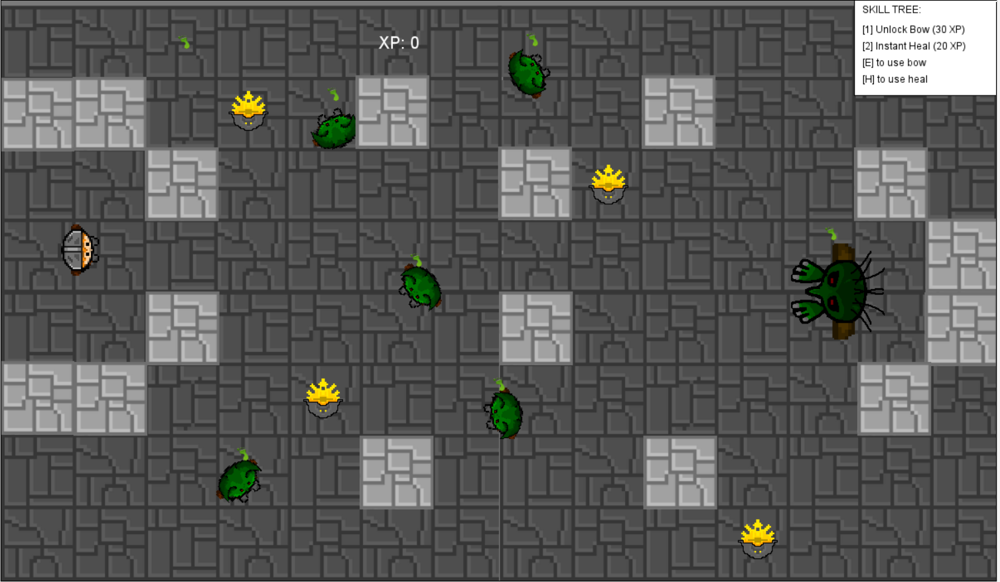 XP: 0
SKILL TREE:
[1] Unlock Bow (30 XP)
[2] Instant Heal (20 XP)
[E] to use bow
[H] to use heal